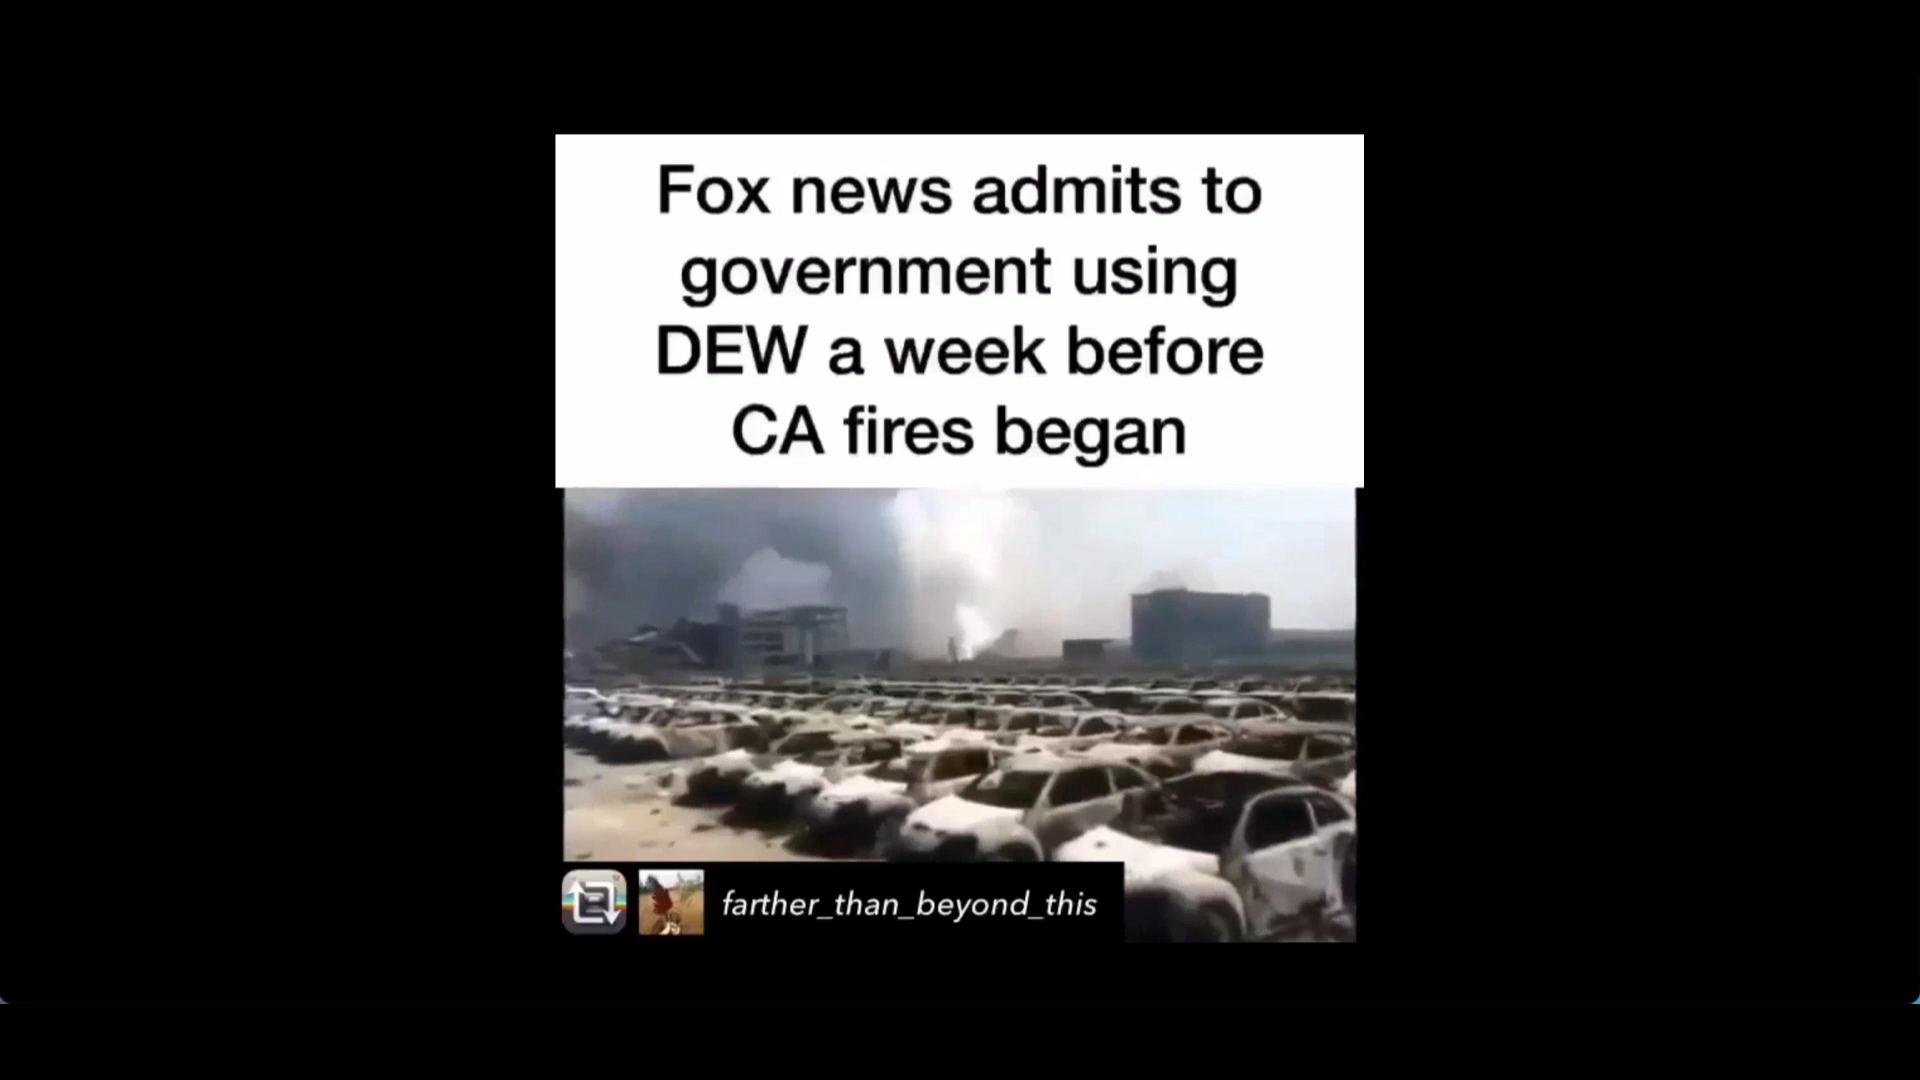 Fox news admits to
government using
DEW a week before
CA fires began
farther_than_beyond_this